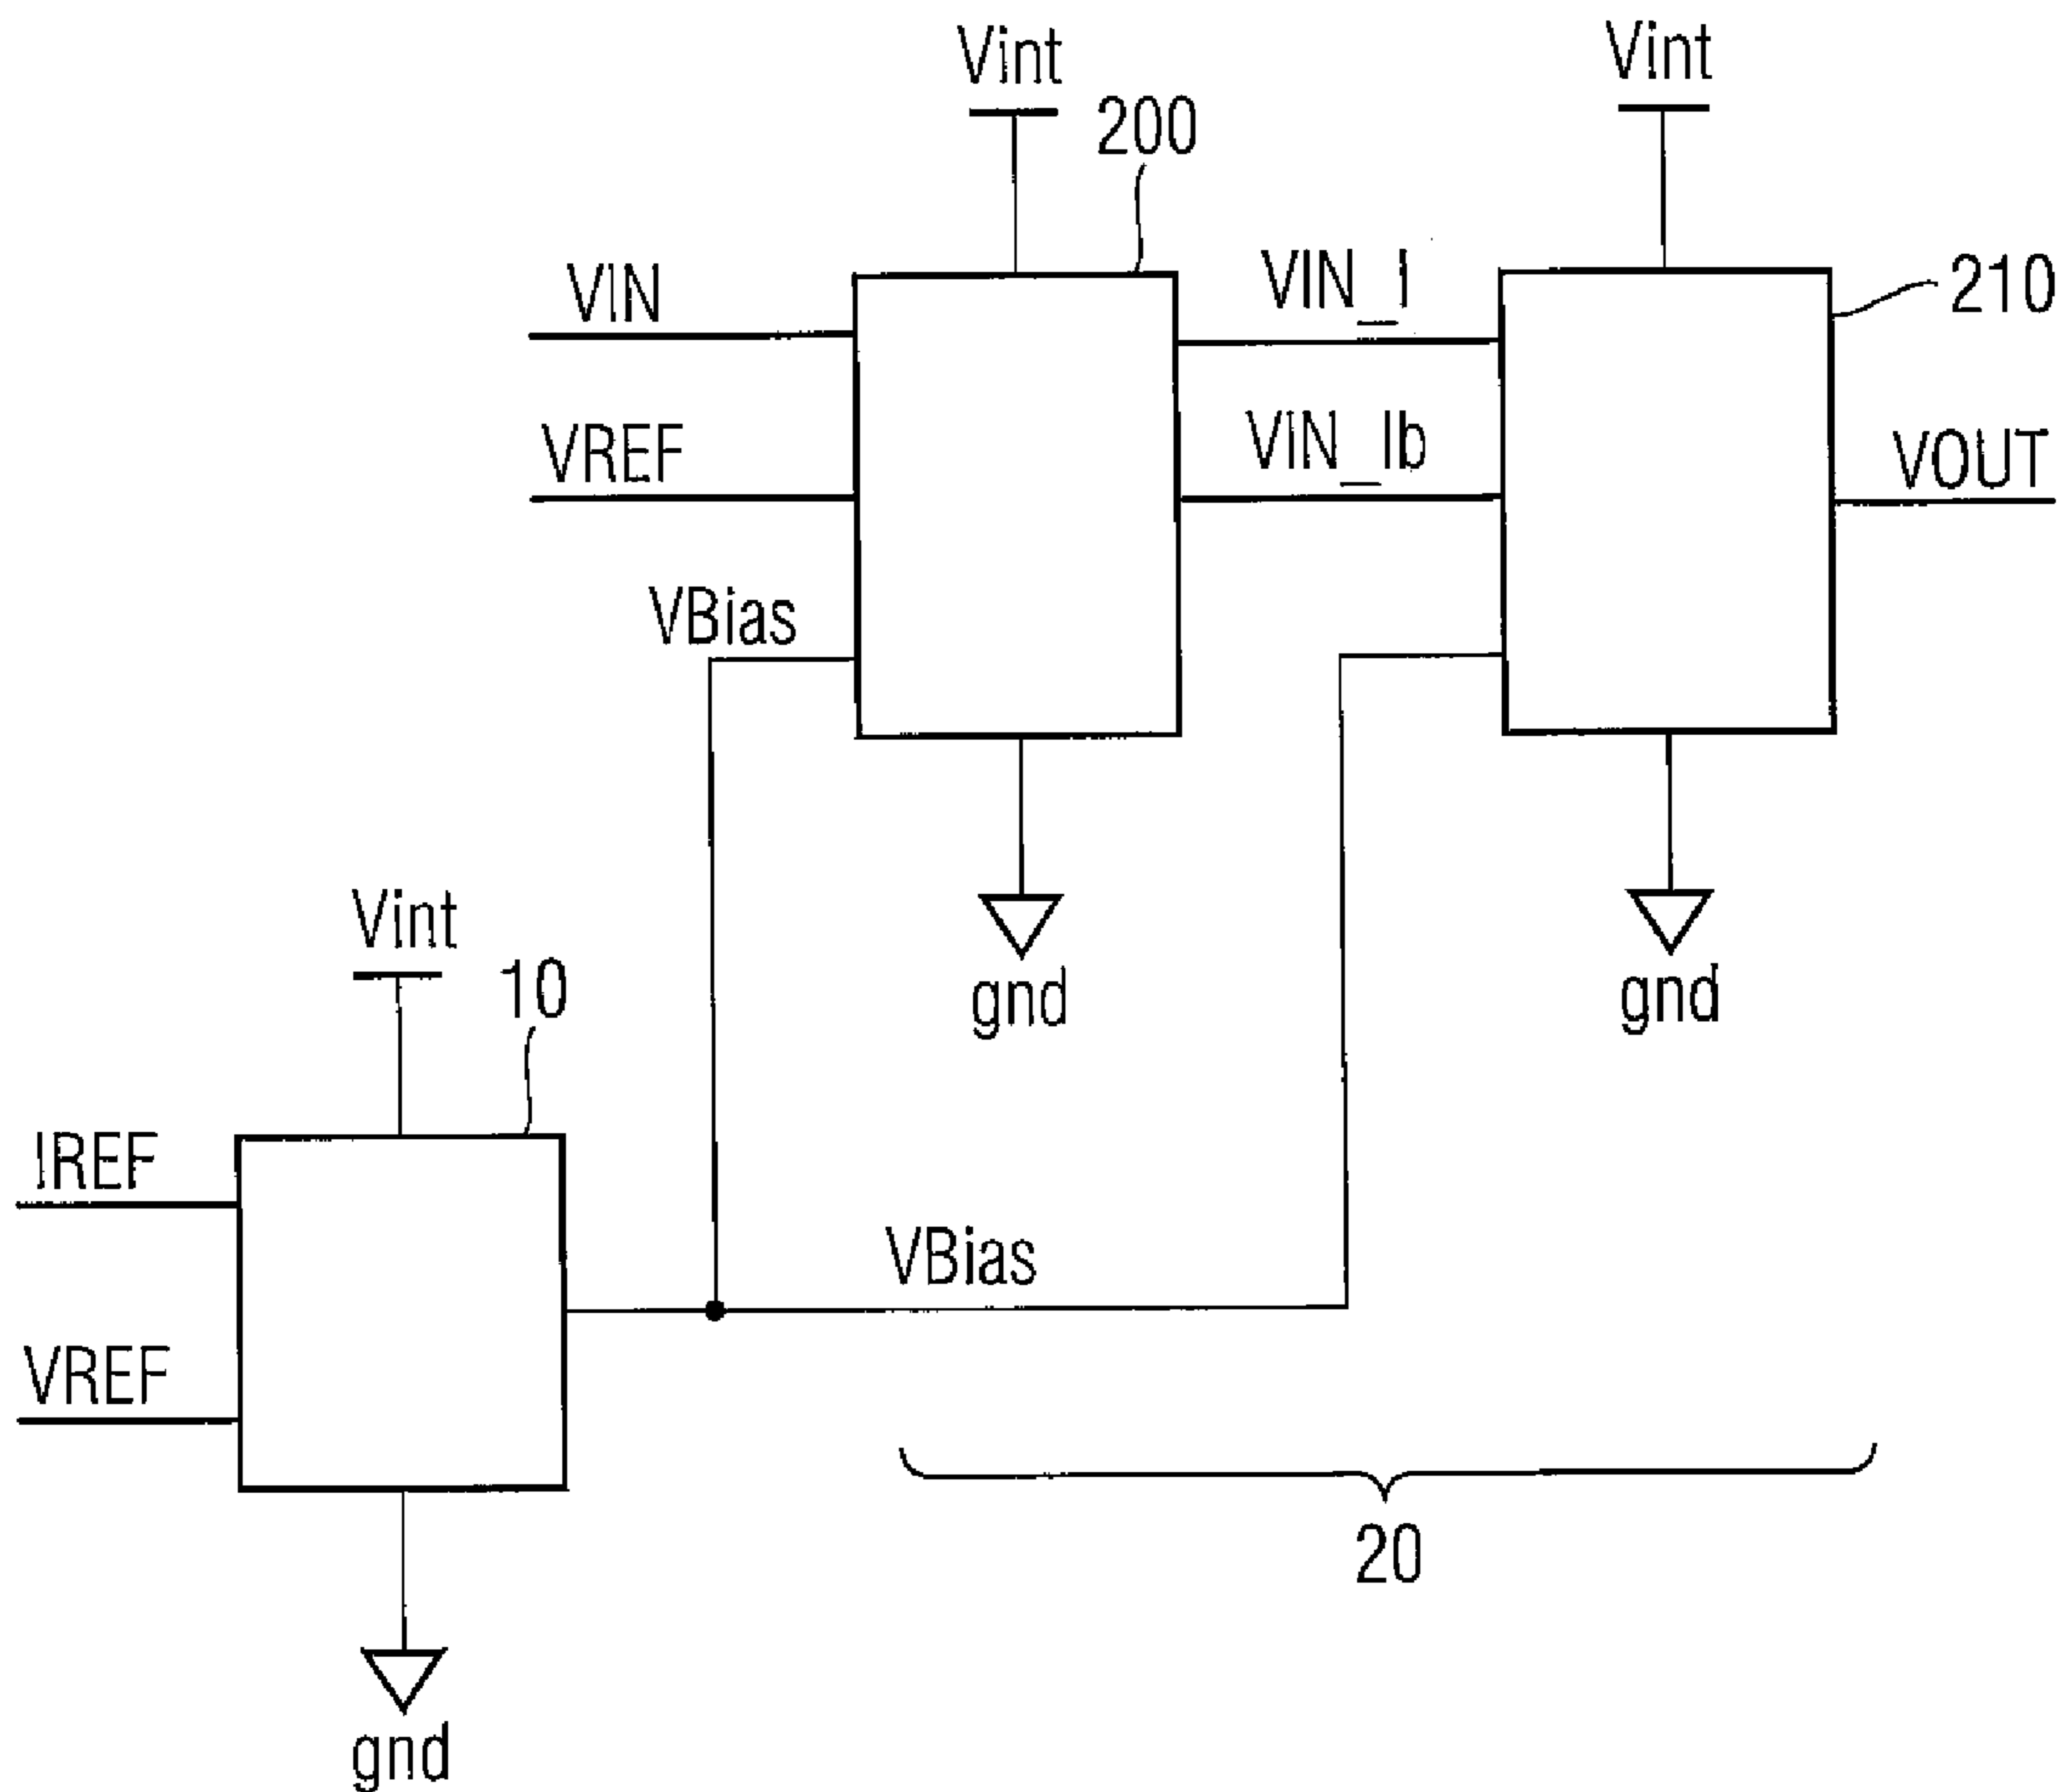 Vint
Vint
200
VIN
VIN_I
210
VREF
VIN_Ib
VOUT
VBias
Vint
10
gnd
gnd
IREF
VBias
VREF
20
gnd